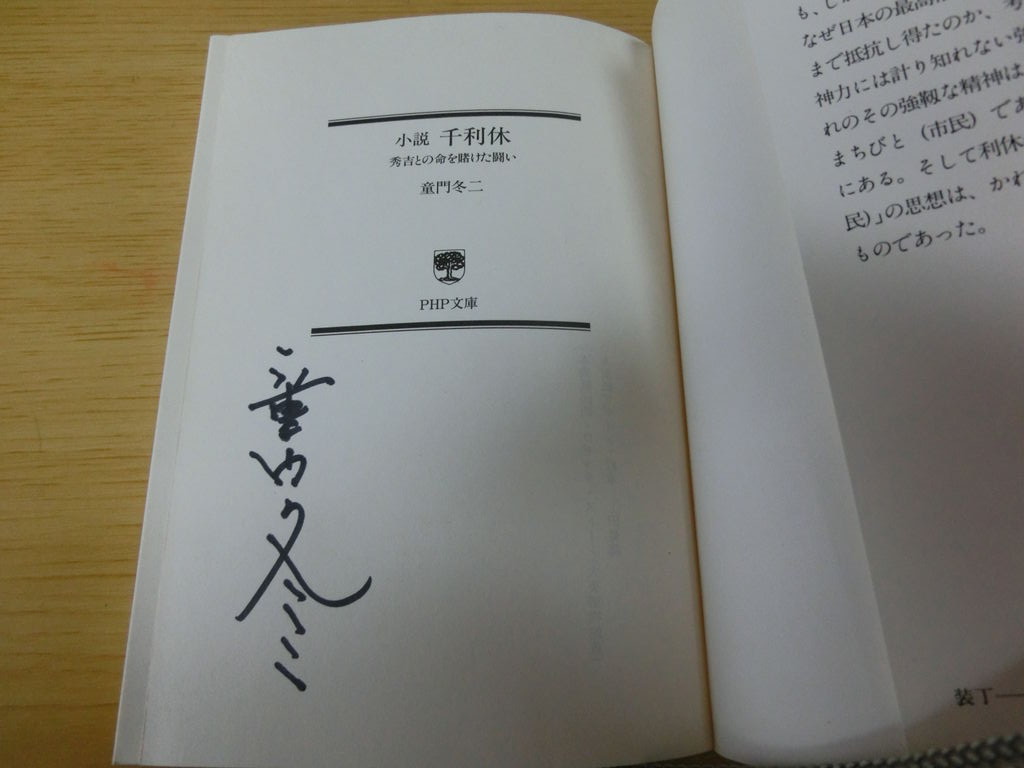 小説 千利休
秀吉との命を賭けた闘い
童門冬二
PHP文庫
童門冬二
なぜ日本の最高
まで抵抗し得たのか、考
神力には計り知れない強
れのその強靱な精神は
まちびと(市民)であ
にある。そして利休
民)」の思想は、かれ
ものであった。
装丁―